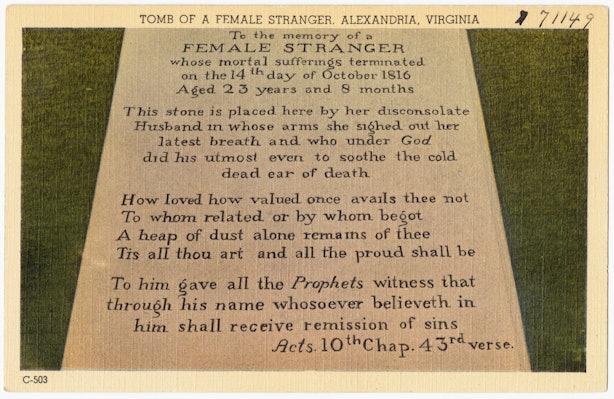 TOMB OF A FEMALE STRANGER. ALEXANDRIA, VIRGINIA
71149
To the memory of a
FEMALE STRANGER
whose mortal sufferings terminated
on the 14th day of October 1816
Aged 23 years and 8 months
This stone is placed here by her disconsolate
Husband in whose arms she sighed out her
latest breath and who under God
did his utmost even to soothe the cold
dead ear of death
How loved how valued once avails thee not
To whom related or by whom begot
A heap of dust alone remains of thee
Tis all thou art and all the proud shall be
To him gave all the Prophets witness that
through his name whosoever believeth in
him shall receive remission of sins
Acts. 10th Chap. 43rd verse.
C-503